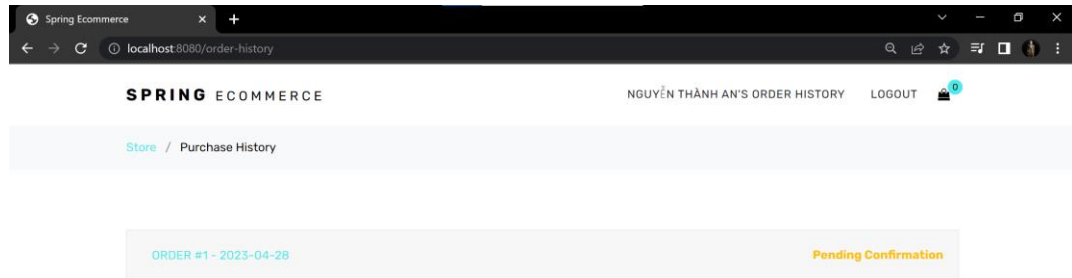 Spring Ecommerce
localhost:8080/order-history
SPRING ECOMMERCE NGUYỄN THÀNH AN'S ORDER HISTORY LOGOUT 0
Store / Purchase History
ORDER #1 - 2023-04-28 Pending Confirmation